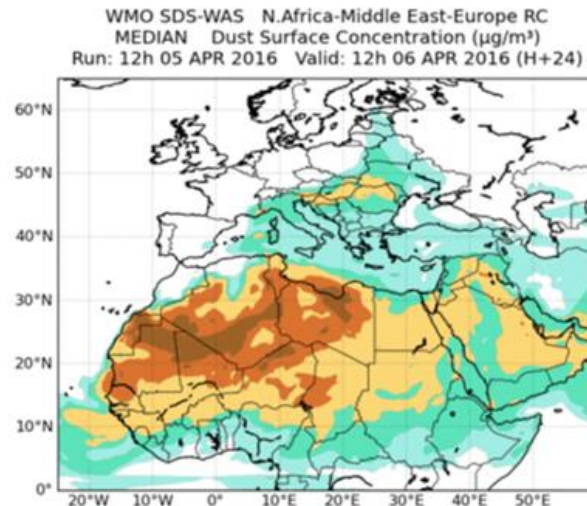 WMO SDS-WAS N.Africa-Middle East-Europe RC
MEDIAN Dust Surface Concentration (μg/m³)
Run: 12h 05 APR 2016 Valid: 12h 06 APR 2016 (H+24)
60°N
50°N
40°N
30°N
20°N
10°N
0°
20°W 10°W 0° 10°E 20°E 30°E 40°E 50°E